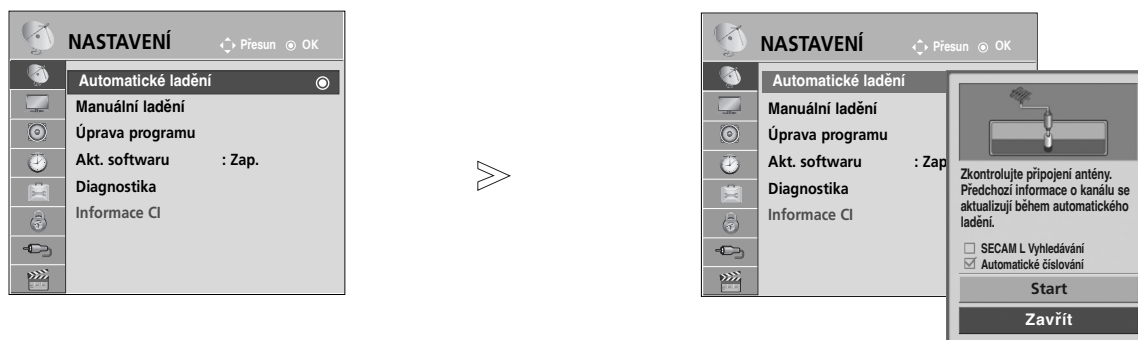 NASTAVENÍ Přesun OK
Automatické ladění
Manuální ladění
Úprava programu
Akt. softwaru : Zap.
Diagnostika
Informace CI
NASTAVENÍ Přesun OK
Automatické ladění
Manuální ladění
Úprava programu
Akt. softwaru : Zap
Diagnostika
Informace CI
Zkontrolujte připojení antény.
Předchozí informace o kanálu se
aktualizují během automatického
ladění.
SECAM L Vyhledávání
Automatické číslování
Start
Zavřít